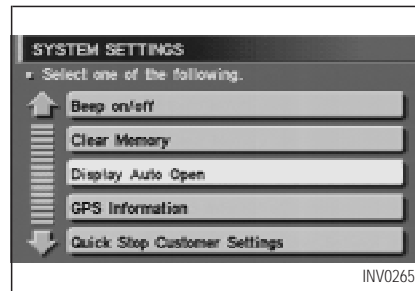 SYSTEM SETTINGS
Select one of the following.
Beep on/off
Clear Memory
Display Auto Open
GPS Information
Quick Stop Customer Settings
INV0265